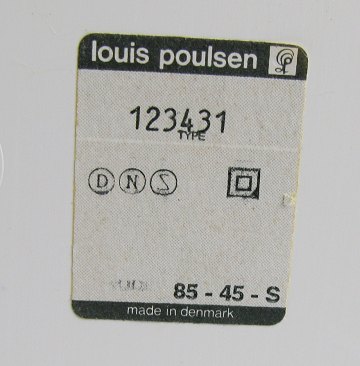 louis poulsen
123431
TYPE
D N S
85 - 45 - S
made in denmark